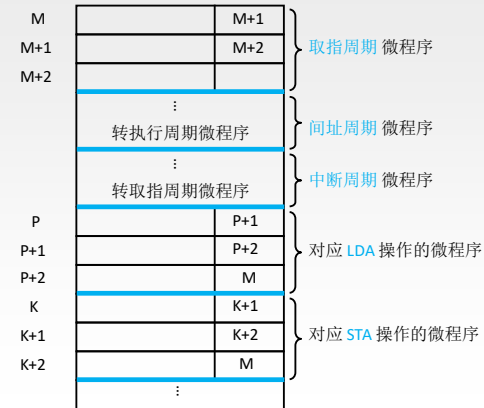 M M+1
M+1 M+2 取指周期 微程序
M+2
⋮
转执行周期微程序 间址周期 微程序
⋮
转取指周期微程序 中断周期 微程序
P P+1
P+1 P+2 对应 LDA 操作的微程序
P+2 M
K K+1
K+1 K+2 对应 STA 操作的微程序
K+2 M
⋮